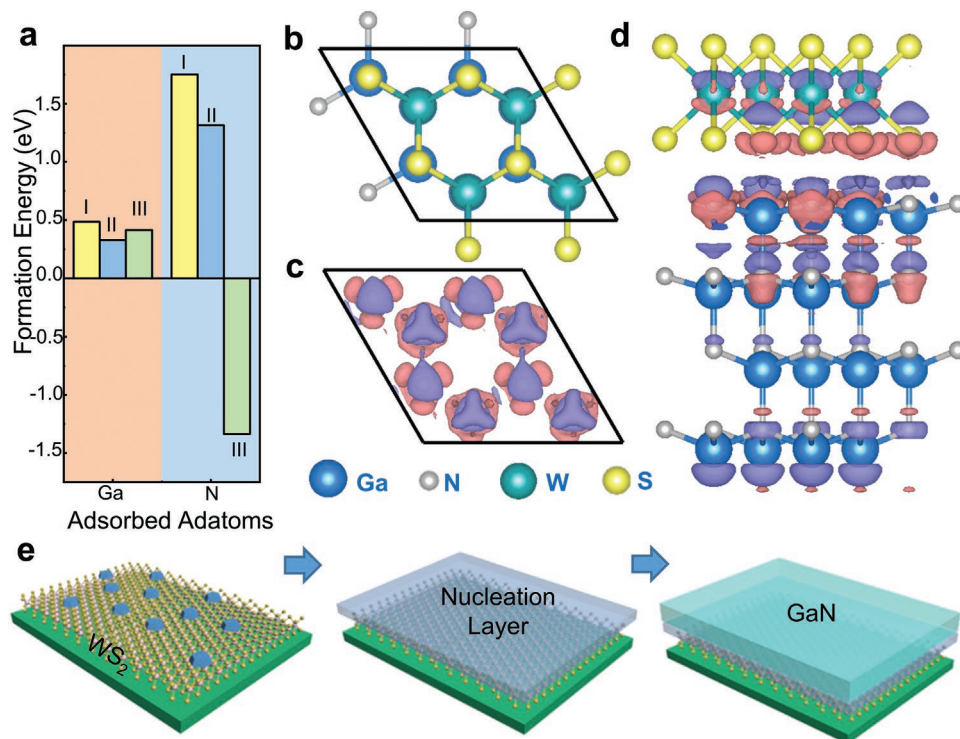 a
Formation Energy (eV)
1.5
1.0
0.5
0.0
-0.5
-1.0
-1.5
I
II
III
I
II
III
Ga
N
Adsorbed Adatoms
b
c
d
Ga
N
W
S
e
WS2
Nucleation
Layer
GaN